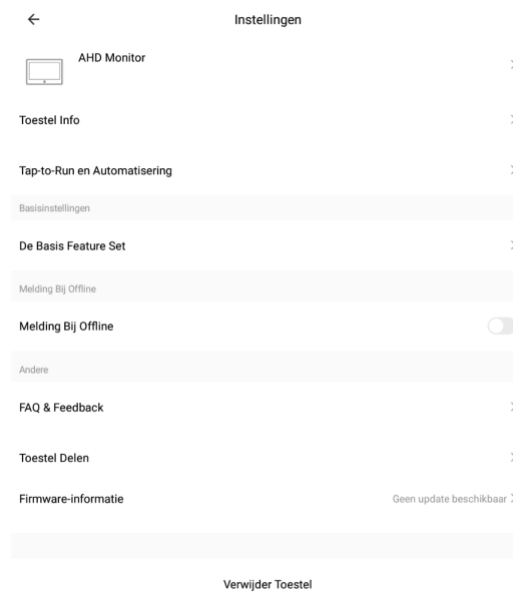 Instellingen
AHD Monitor
Toestel Info
Tap-to-Run en Automatisering
Basisinstellingen
De Basis Feature Set
Melding Bij Offline
Melding Bij Offline
Andere
FAQ & Feedback
Toestel Delen
Firmware-informatie Geen update beschikbaar
Verwijder Toestel